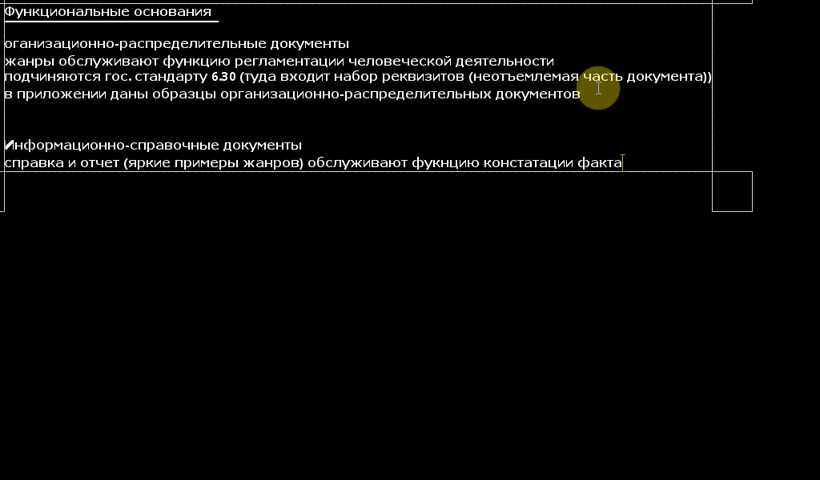 Функциональные основания
оганизационно-распределительные документы
жанры обслуживают функцию регламентации человеческой деятельности
подчиняются гос. стандарту 6.30 (туда входит набор реквизитов (неотъемлемая часть документа))
в приложении даны образцы организационно-распределительных документов
Информационно-справочные документы
справка и отчет (яркие примеры жанров) обслуживают фукнцию констатации факта